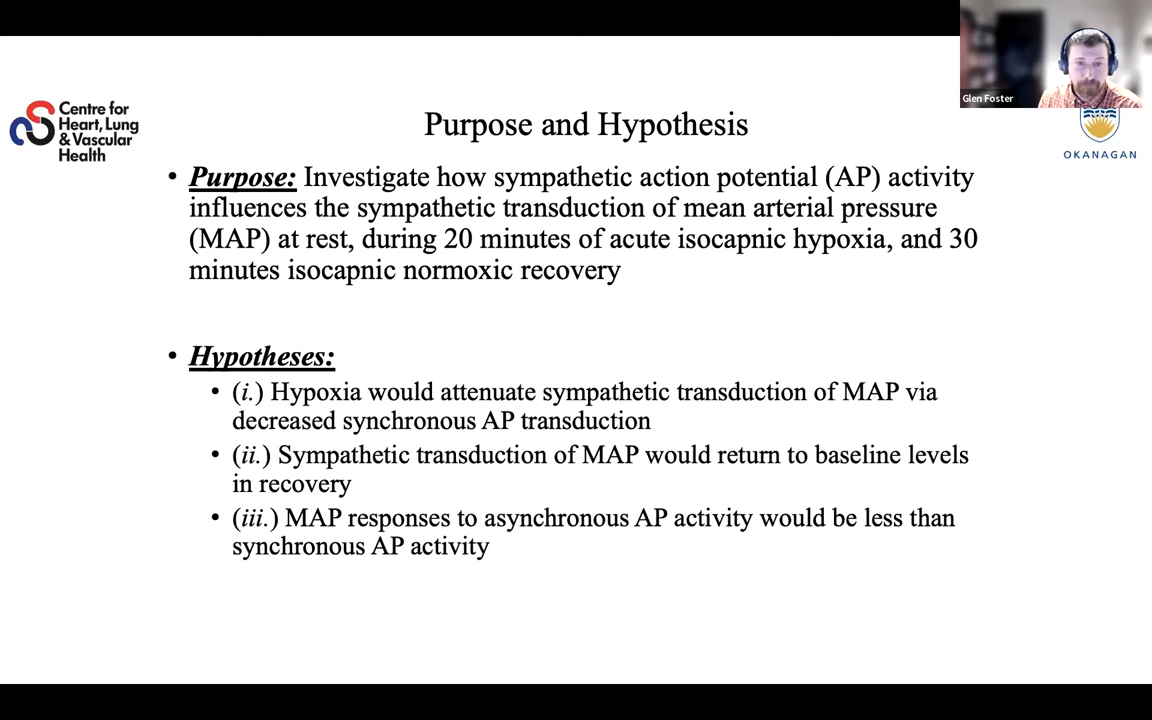 Glen Foster
Centre for
Heart, Lung
& Vascular
Health
OKANAGAN
Purpose and Hypothesis
• Purpose: Investigate how sympathetic action potential (AP) activity
influences the sympathetic transduction of mean arterial pressure
(MAP) at rest, during 20 minutes of acute isocapnic hypoxia, and 30
minutes isocapnic normoxic recovery
• Hypotheses:
• (i.) Hypoxia would attenuate sympathetic transduction of MAP via
decreased synchronous AP transduction
• (ii.) Sympathetic transduction of MAP would return to baseline levels
in recovery
• (iii.) MAP responses to asynchronous AP activity would be less than
synchronous AP activity